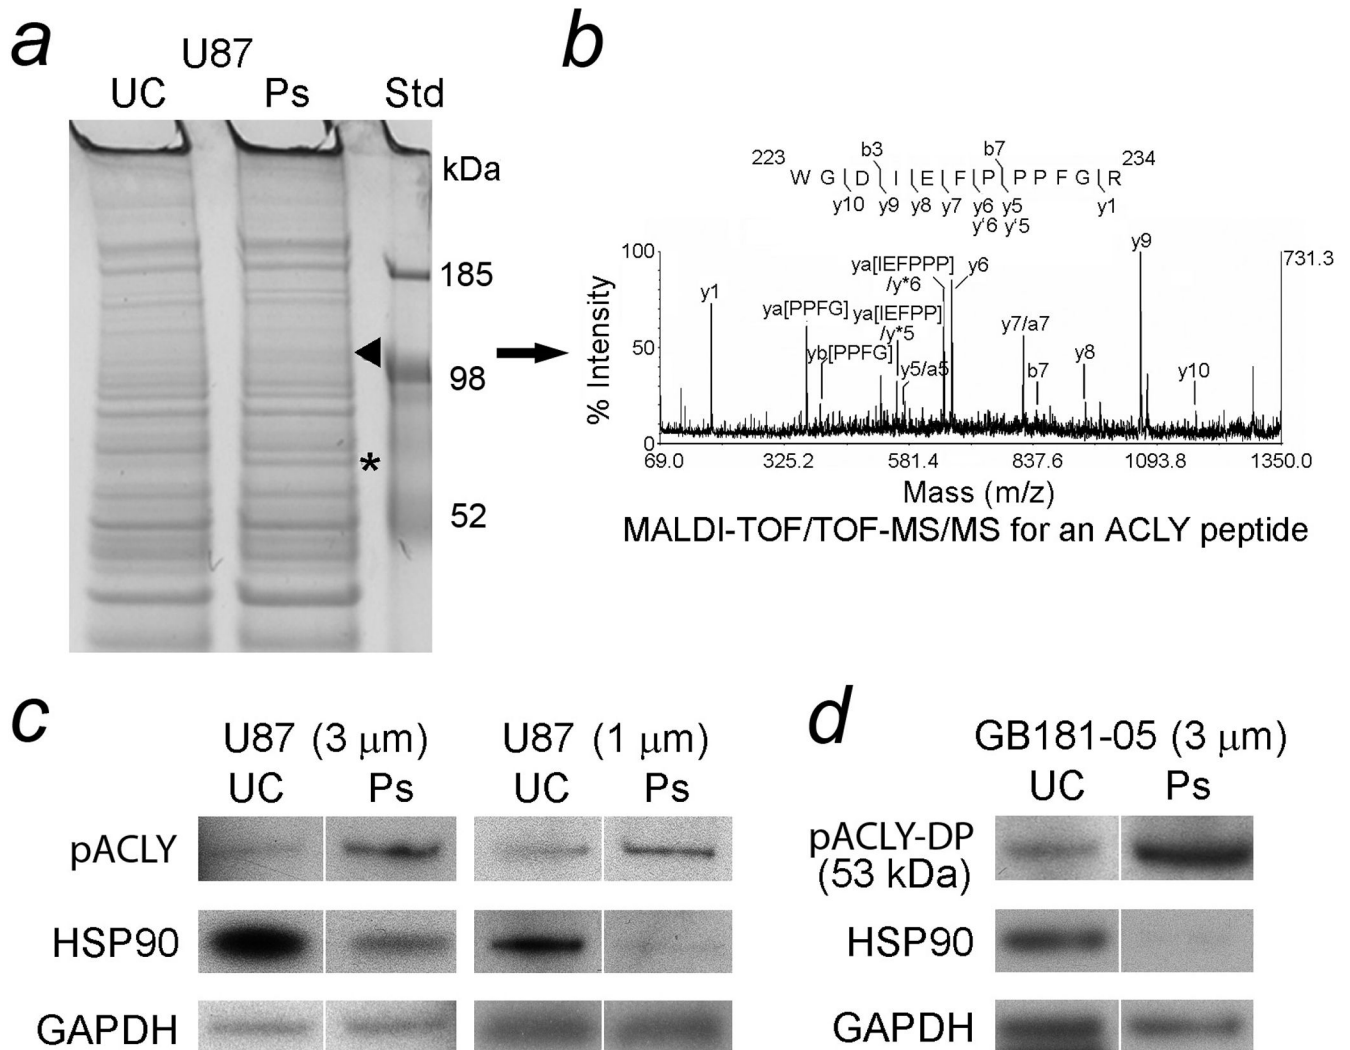 a
U87
UC Ps Std
kDa
185
98
*
52
b
223 b3 b7 234
W G D I E F P P P F G R
y10 y9 y8 y7 y6 y5 y1
y‘6 y‘5
100
50
0
% Intensity
731.3
y1
ya[PPFG]
yb[PPFG]
ya[IEFPPP]
/y*6
ya[IEFPP]
/y*5
y5/a5
y6
y7/a7
b7
y8
y9
y10
69.0 325.2 581.4 837.6 1093.8 1350.0
Mass (m/z)
MALDI-TOF/TOF-MS/MS for an ACLY peptide
c
U87 (3 μm) U87 (1 μm)
UC Ps UC Ps
pACLY
HSP90
GAPDH
d
GB181-05 (3 μm)
UC Ps
pACLY-DP
(53 kDa)
HSP90
GAPDH